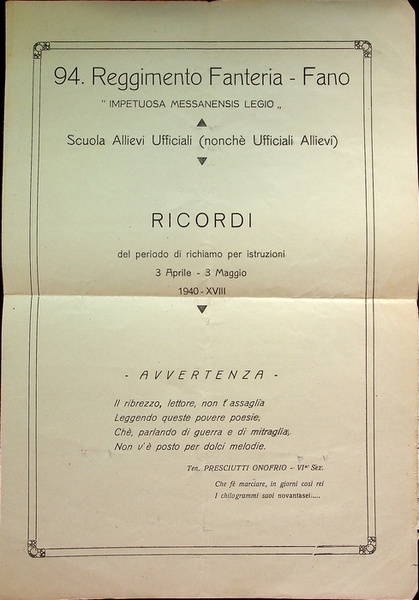 94. Reggimento Fanteria - Fano
" IMPETUOSA MESSANENSIS LEGIO „
Scuola Allievi Ufficiali (nonchè Ufficiali Allievi)
RICORDI
del periodo di richiamo per istruzioni
3 Aprile - 3 Maggio
1940 - XVIII
- AVVERTENZA -
Il ribrezzo, lettore, non t'assaglia
Leggendo queste povere poesie,
Chè, parlando di guerra e di mitraglia,
Non v'è posto per dolci melodie.
Ten. PRESCIUTTI ONOFRIO - VIª Sez.
Che fè marciare, in giorni così rei
I chilogrammi suoi novantasei.....